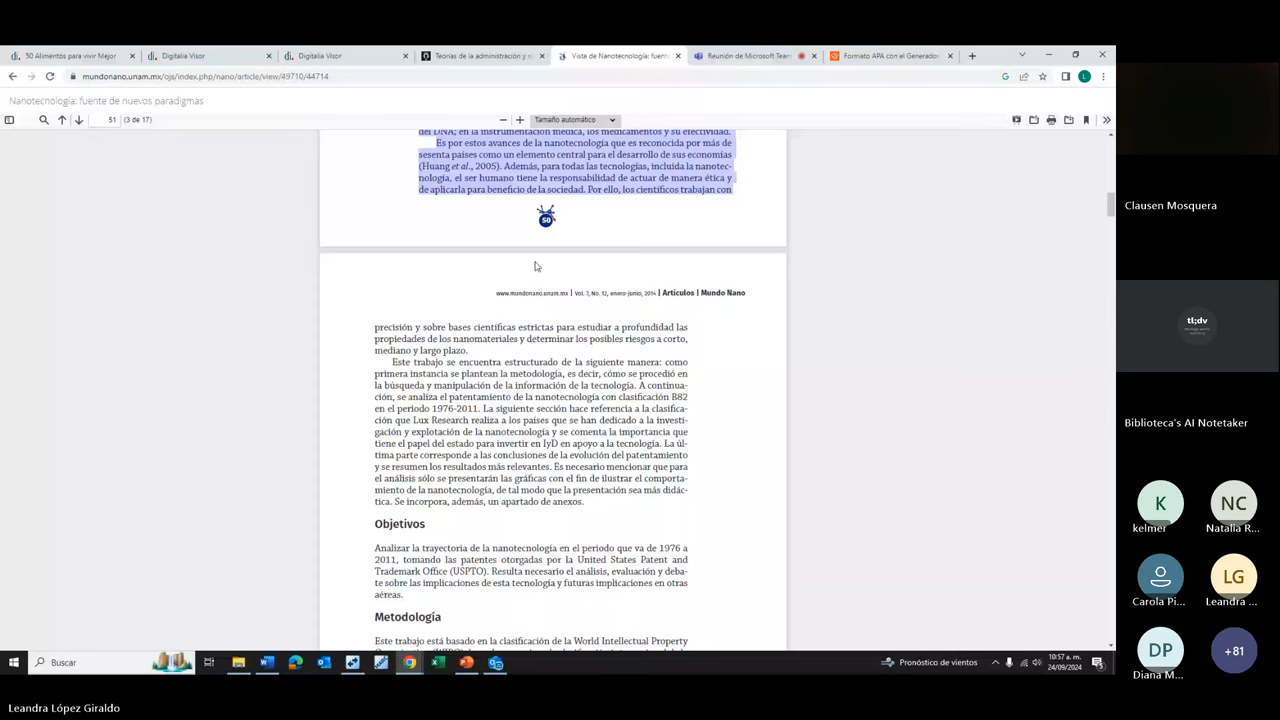 50 Alimentos para vivir Mejor
Digitalia Visor
Digitalia Visor
Teorías de la administración y
Vista de Nanotecnología: fuente
Reunión de Microsoft Team
Formato APA con el Generador
mundonano.unam.mx/ojs/index.php/nano/article/view/49710/44714
Nanotecnología: fuente de nuevos paradigmas
51 (3 de 17)
Tamaño automático
del DNA; en la instrumentación médica, los medicamentos y su efectividad.
Es por estos avances de la nanotecnología que es reconocida por más de
sesenta países como un elemento central para el desarrollo de sus economías
(Huang et al., 2005). Además, para todas las tecnologías, incluida la nanotec-
nología, el ser humano tiene la responsabilidad de actuar de manera ética y
de aplicarla para beneficio de la sociedad. Por ello, los científicos trabajan con
50
www.mundonano.unam.mx | Vol. 7, No. 12, enero-junio, 2014 | Artículos | Mundo Nano
precisión y sobre bases científicas estrictas para estudiar a profundidad las
propiedades de los nanomateriales y determinar los posibles riesgos a corto,
mediano y largo plazo.
Este trabajo se encuentra estructurado de la siguiente manera: como
primera instancia se plantean la metodología, es decir, cómo se procedió en
la búsqueda y manipulación de la información de la tecnología. A continua-
ción, se analiza el patentamiento de la nanotecnología con clasificación B82
en el periodo 1976-2011. La siguiente sección hace referencia a la clasifica-
ción que Lux Research realiza a los países que se han dedicado a la investi-
gación y explotación de la nanotecnología y se comenta la importancia que
tiene el papel del estado para invertir en IyD en apoyo a la tecnología. La úl-
tima parte corresponde a las conclusiones de la evolución del patentamiento
y se resumen los resultados más relevantes. Es necesario mencionar que para
el análisis sólo se presentarán las gráficas con el fin de ilustrar el comporta-
miento de la nanotecnología, de tal modo que la presentación sea más didác-
tica. Se incorpora, además, un apartado de anexos.
Objetivos
Analizar la trayectoria de la nanotecnología en el periodo que va de 1976 a
2011, tomando las patentes otorgadas por la United States Patent and
Trademark Office (USPTO). Resulta necesario el análisis, evaluación y deba-
te sobre las implicaciones de esta tecnología y futuras implicaciones en otras
aéreas.
Metodología
Este trabajo está basado en la clasificación de la World Intellectual Property
Buscar
Pronóstico de vientos
10:57 a. m.
24/09/2024
Clausen Mosquera
tl;dv
Biblioteca's AI Notetaker
K
kelmer
NC
Natalia R...
Carola Pi...
LG
Leandra ...
DP
Diana M...
+81
Leandra López Giraldo